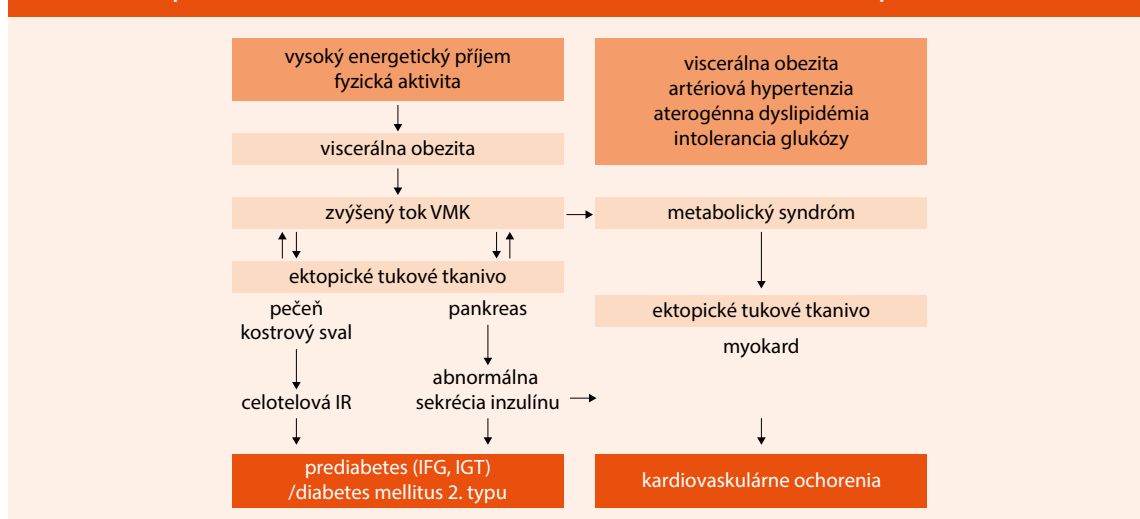 vysoký energetický příjem
fyzická aktivita
viscerálna obezita
artériová hypertenzia
aterogénna dyslipidémia
intolerancia glukózy
viscerálna obezita
zvýšený tok VMK
metabolický syndróm
ektopické tukové tkanivo
pečeň
kostrový sval
pankreas
ektopické tukové tkanivo
myokard
celotelová IR
abnormálna
sekrécia inzulínu
prediabetes (IFG, IGT)
/diabetes mellitus 2. typu
kardiovaskulárne ochorenia